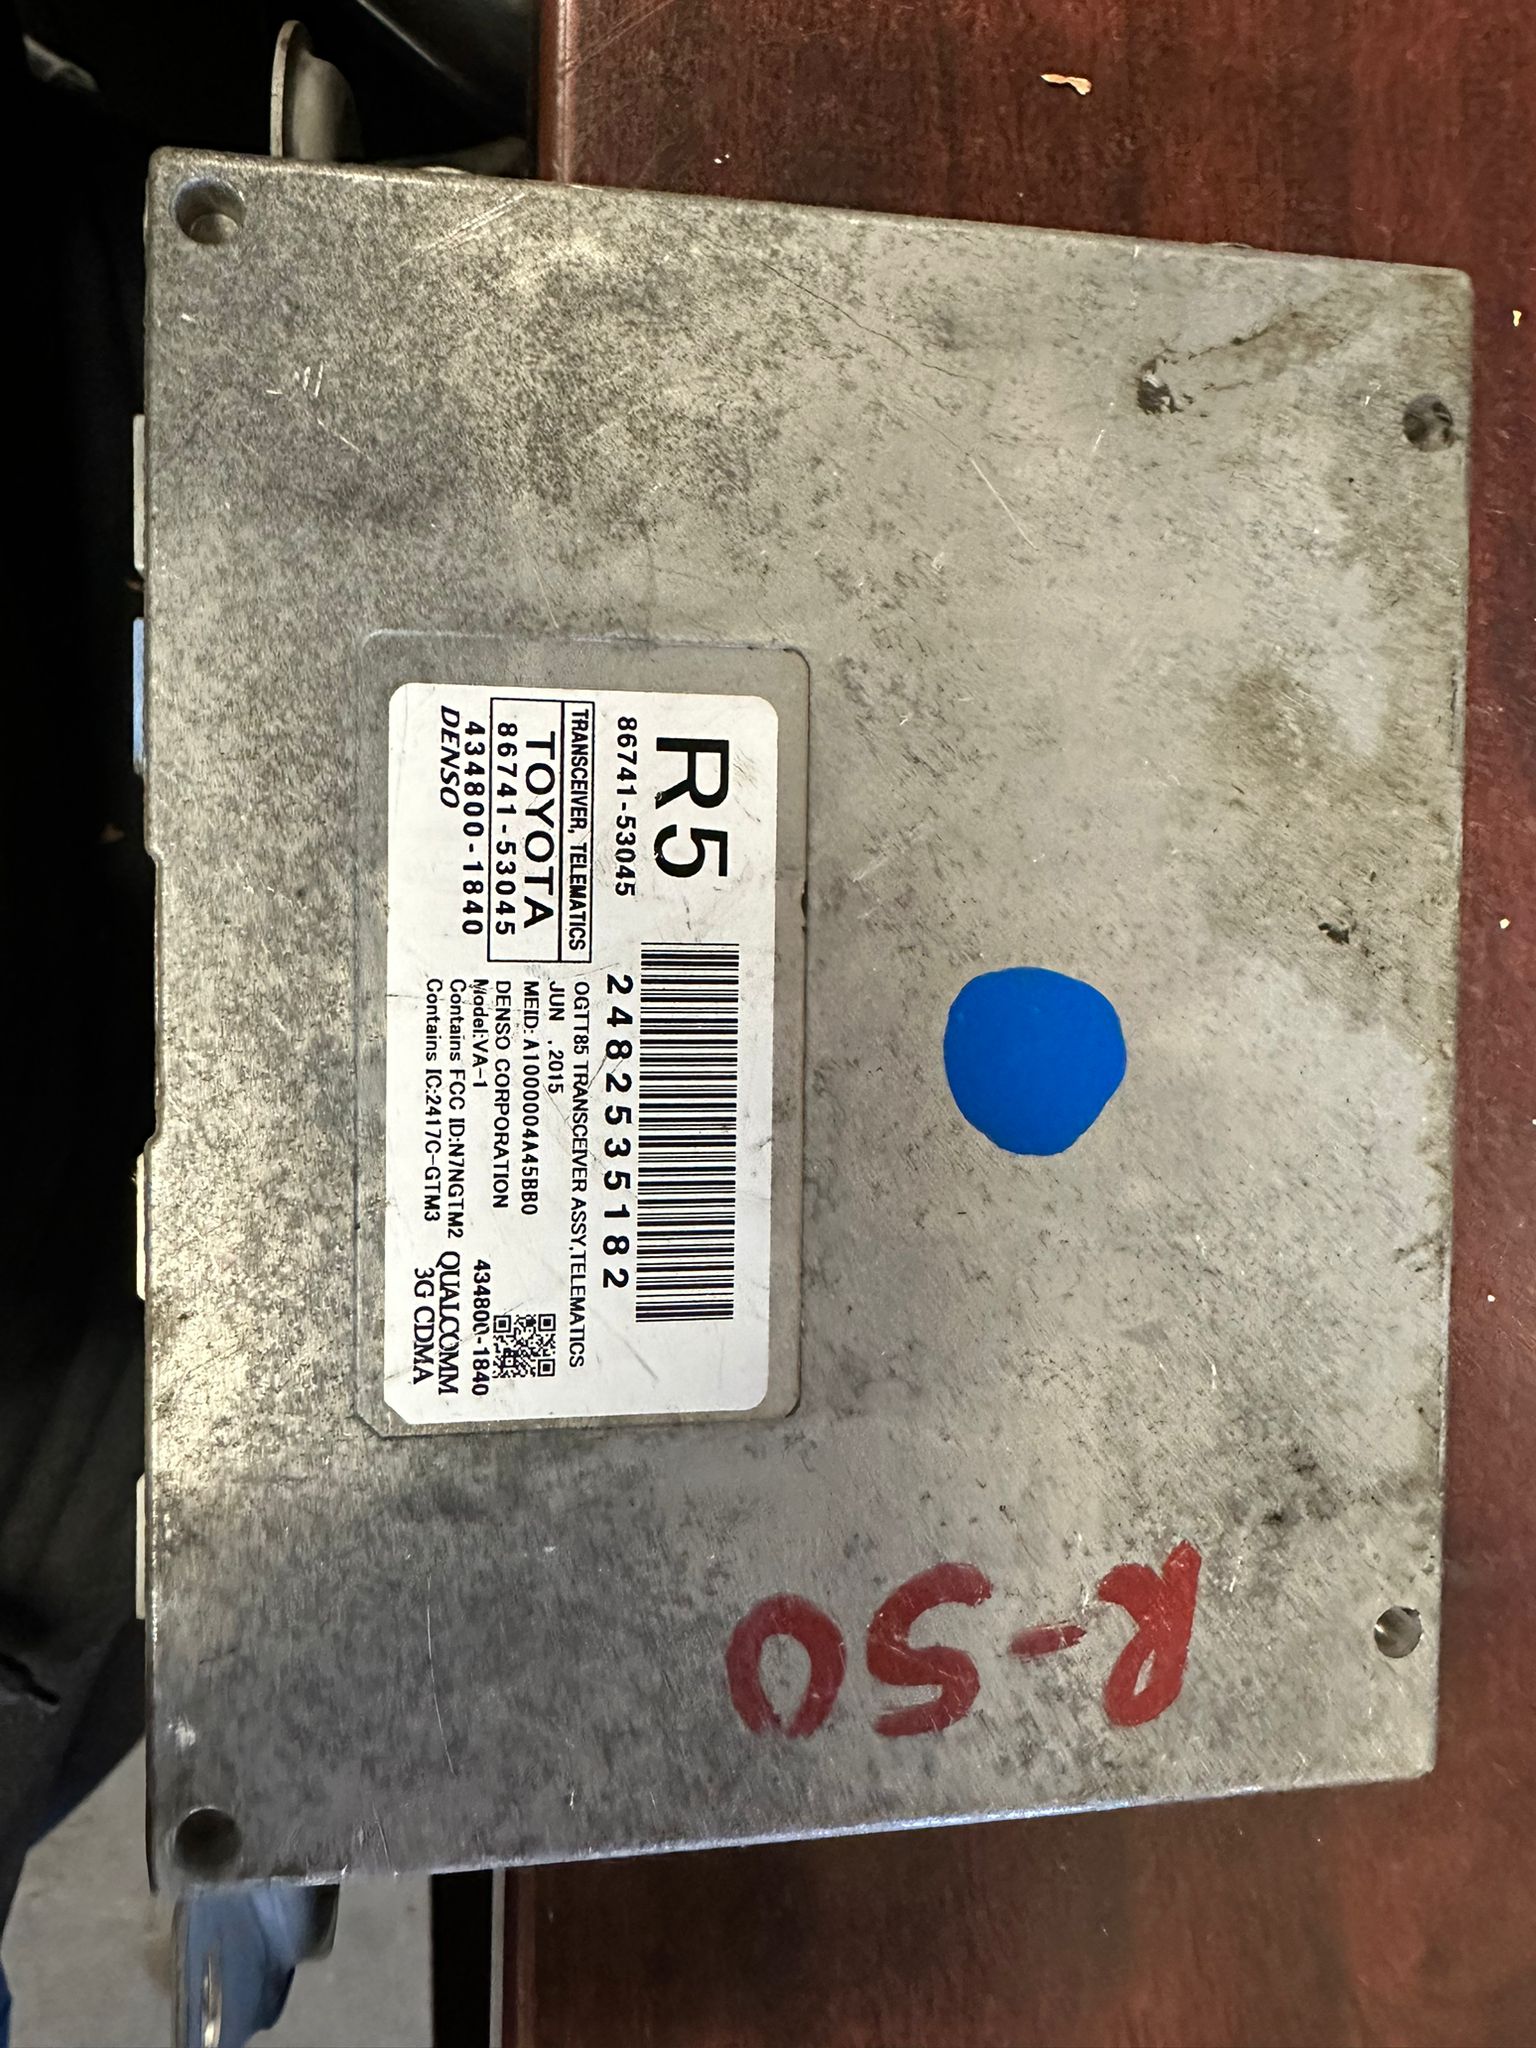 R5
86741-53045
2482535182
TRANSCEIVER, TELEMATICS
TOYOTA
86741-53045
434800-1840
DENSO
OGTT85 TRANSCEIVER ASSY,TELEMATICS
JUN ,2015
MEID: A1000004A45BB0
DENSO CORPORATION
Model:VA-1
Contains FCC ID:N7NGTM2
Contains IC:2417C-GTM3
434800-1840
QUALCOMM
3G CDMA
R-50